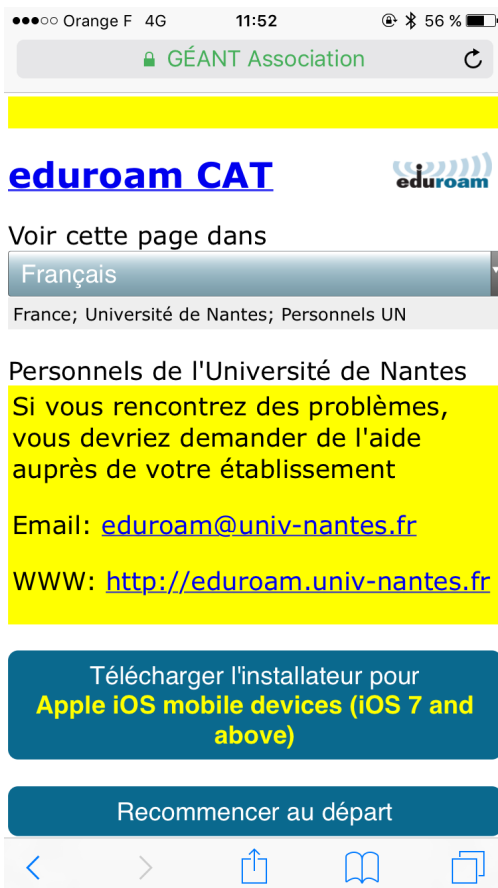 Orange F 4G 11:52 56 %
GÉANT Association
eduroam CAT
eduroam
Voir cette page dans
Français
France; Université de Nantes; Personnels UN
Personnels de l'Université de Nantes
Si vous rencontrez des problèmes,
vous devriez demander de l'aide
auprès de votre établissement
Email: eduroam@univ-nantes.fr
WWW: http://eduroam.univ-nantes.fr
Télécharger l'installateur pour
Apple iOS mobile devices (iOS 7 and
above)
Recommencer au départ